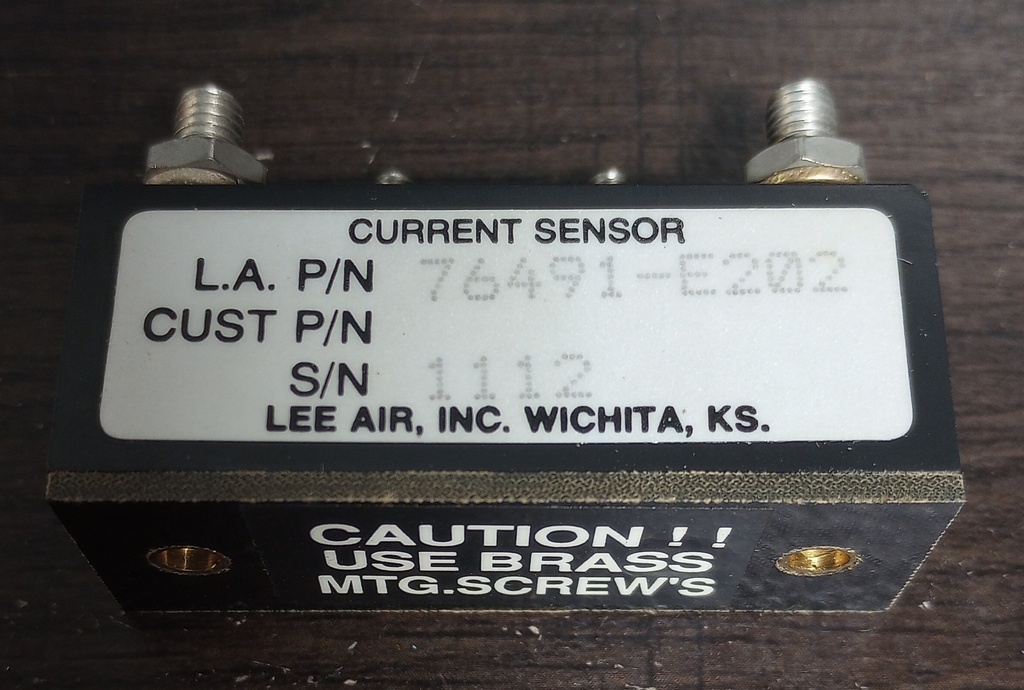 CURRENT SENSOR
L.A. P/N 76491-E202
CUST P/N
S/N 1112
LEE AIR, INC. WICHITA, KS.
CAUTION ! !
USE BRASS
MTG.SCREW'S